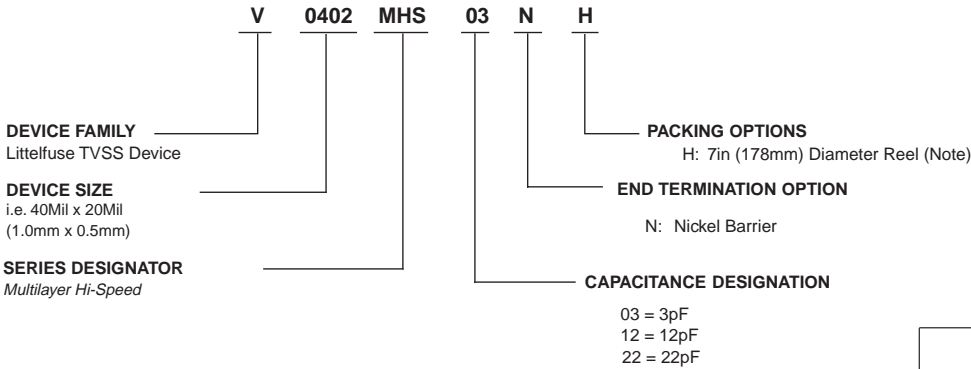 V 0402 MHS 03 N H
DEVICE FAMILY
Littelfuse TVSS Device
DEVICE SIZE
i.e. 40Mil x 20Mil
(1.0mm x 0.5mm)
SERIES DESIGNATOR
Multilayer Hi-Speed
PACKING OPTIONS
H: 7in (178mm) Diameter Reel (Note)
END TERMINATION OPTION
N: Nickel Barrier
CAPACITANCE DESIGNATION
03 = 3pF
12 = 12pF
22 = 22pF